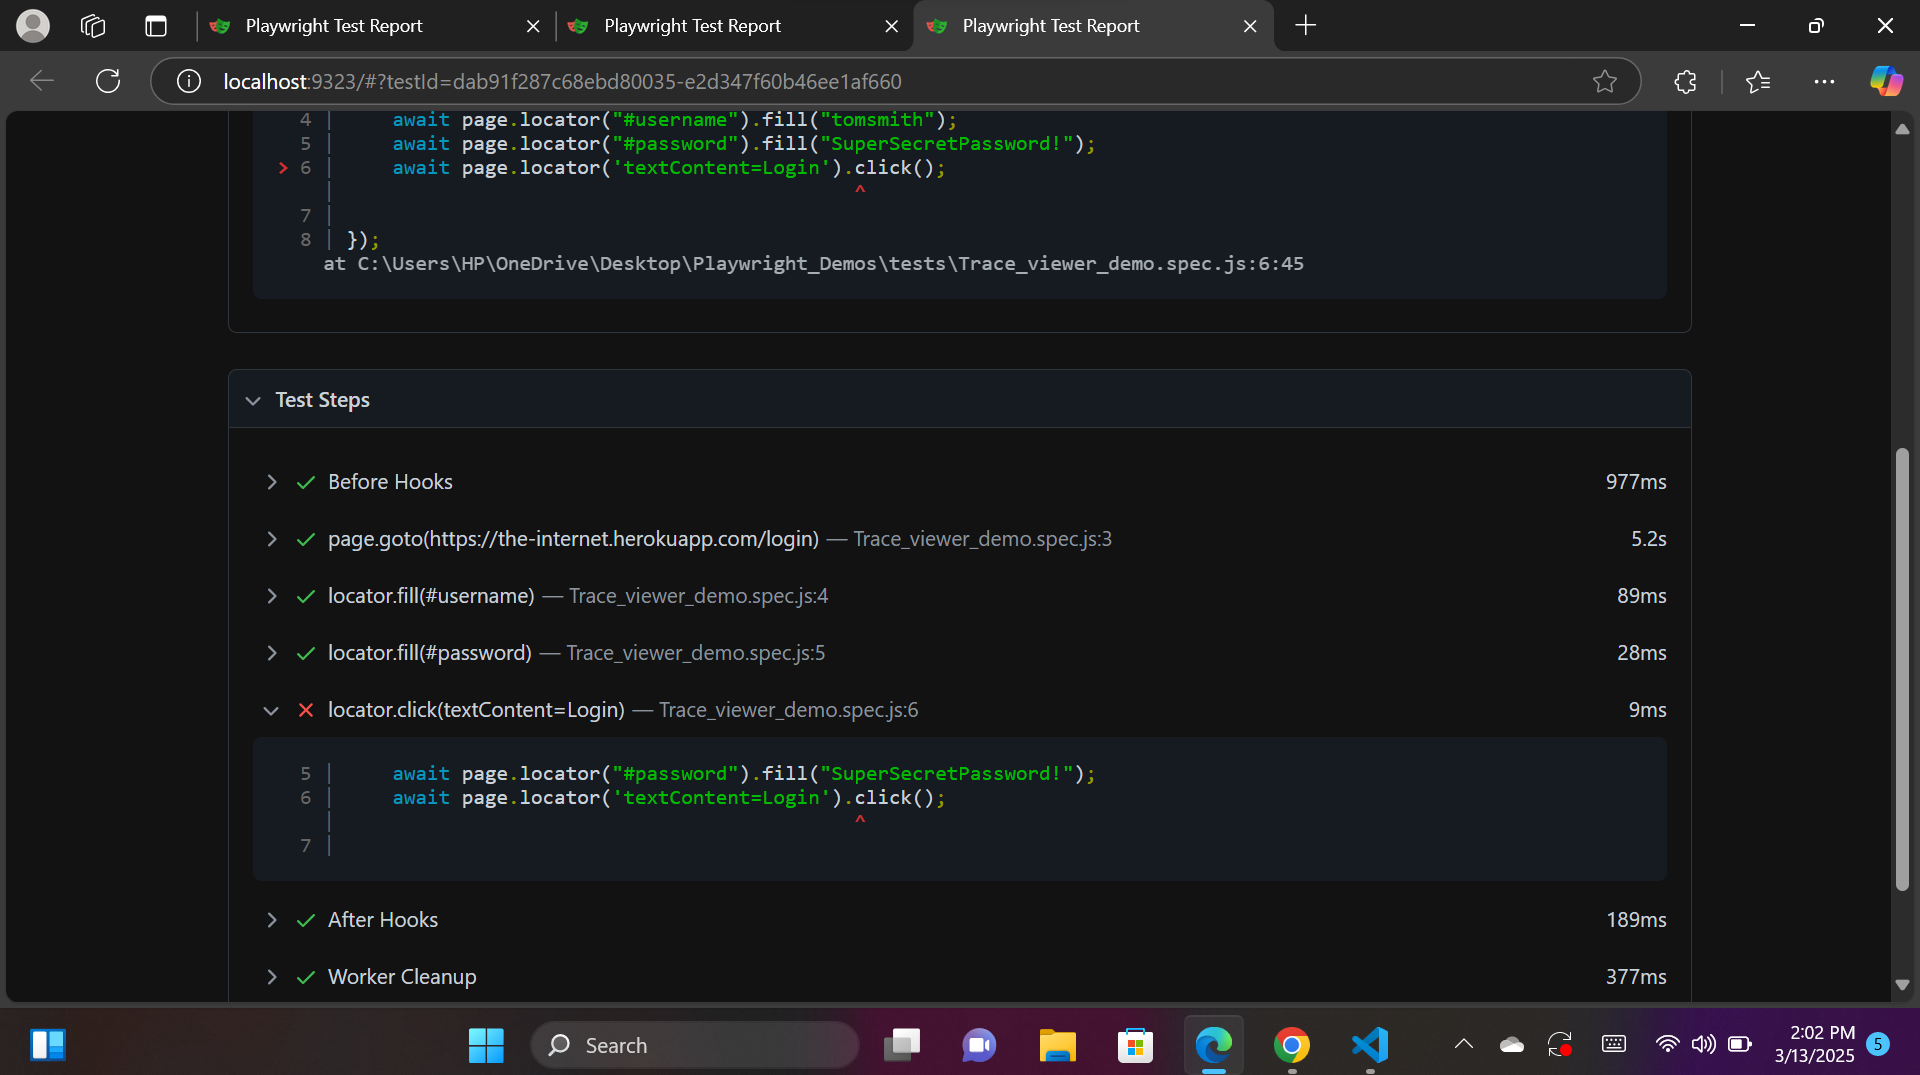 Playwright Test Report
Playwright Test Report
Playwright Test Report
localhost:9323/#?testId=dab91f287c68ebd80035-e2d347f60b46ee1af660
4 |     await page.locator("#username").fill("tomsmith");
5 |     await page.locator("#password").fill("SuperSecretPassword!");
> 6 |     await page.locator('textContent=Login').click();
|                                             ^
7 |
8 | });
at C:\Users\HP\OneDrive\Desktop\Playwright_Demos\tests\Trace_viewer_demo.spec.js:6:45
Test Steps
Before Hooks 977ms
page.goto(https://the-internet.herokuapp.com/login) — Trace_viewer_demo.spec.js:3 5.2s
locator.fill(#username) — Trace_viewer_demo.spec.js:4 89ms
locator.fill(#password) — Trace_viewer_demo.spec.js:5 28ms
locator.click(textContent=Login) — Trace_viewer_demo.spec.js:6 9ms
5 |     await page.locator("#password").fill("SuperSecretPassword!");
6 |     await page.locator('textContent=Login').click();
|                                             ^
7 |
After Hooks 189ms
Worker Cleanup 377ms
Search
2:02 PM
3/13/2025
5